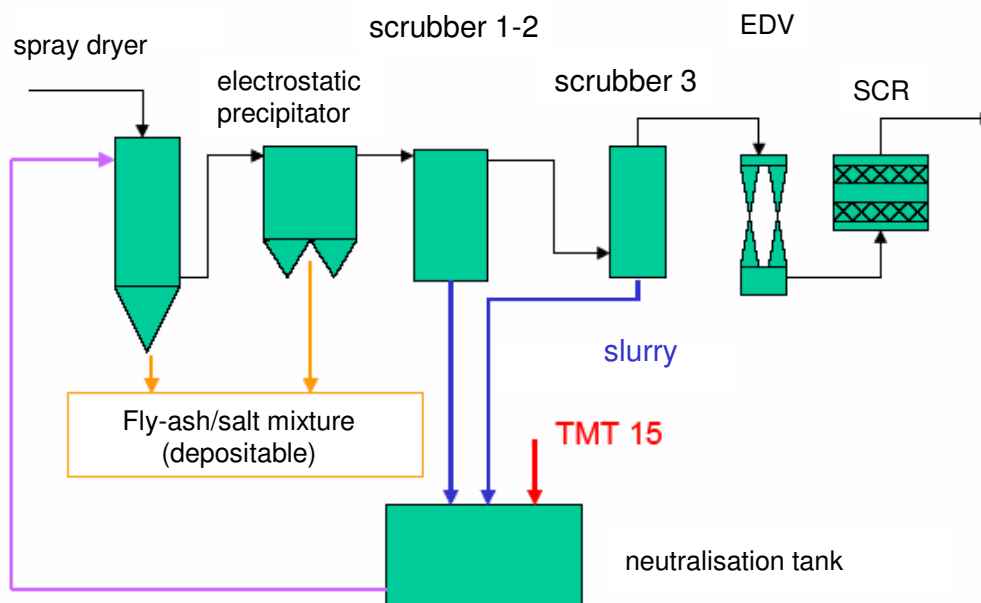 scrubber 1-2
EDV
spray dryer
electrostatic
precipitator
scrubber 3
SCR
slurry
Fly-ash/salt mixture
(depositable)
TMT 15
neutralisation tank